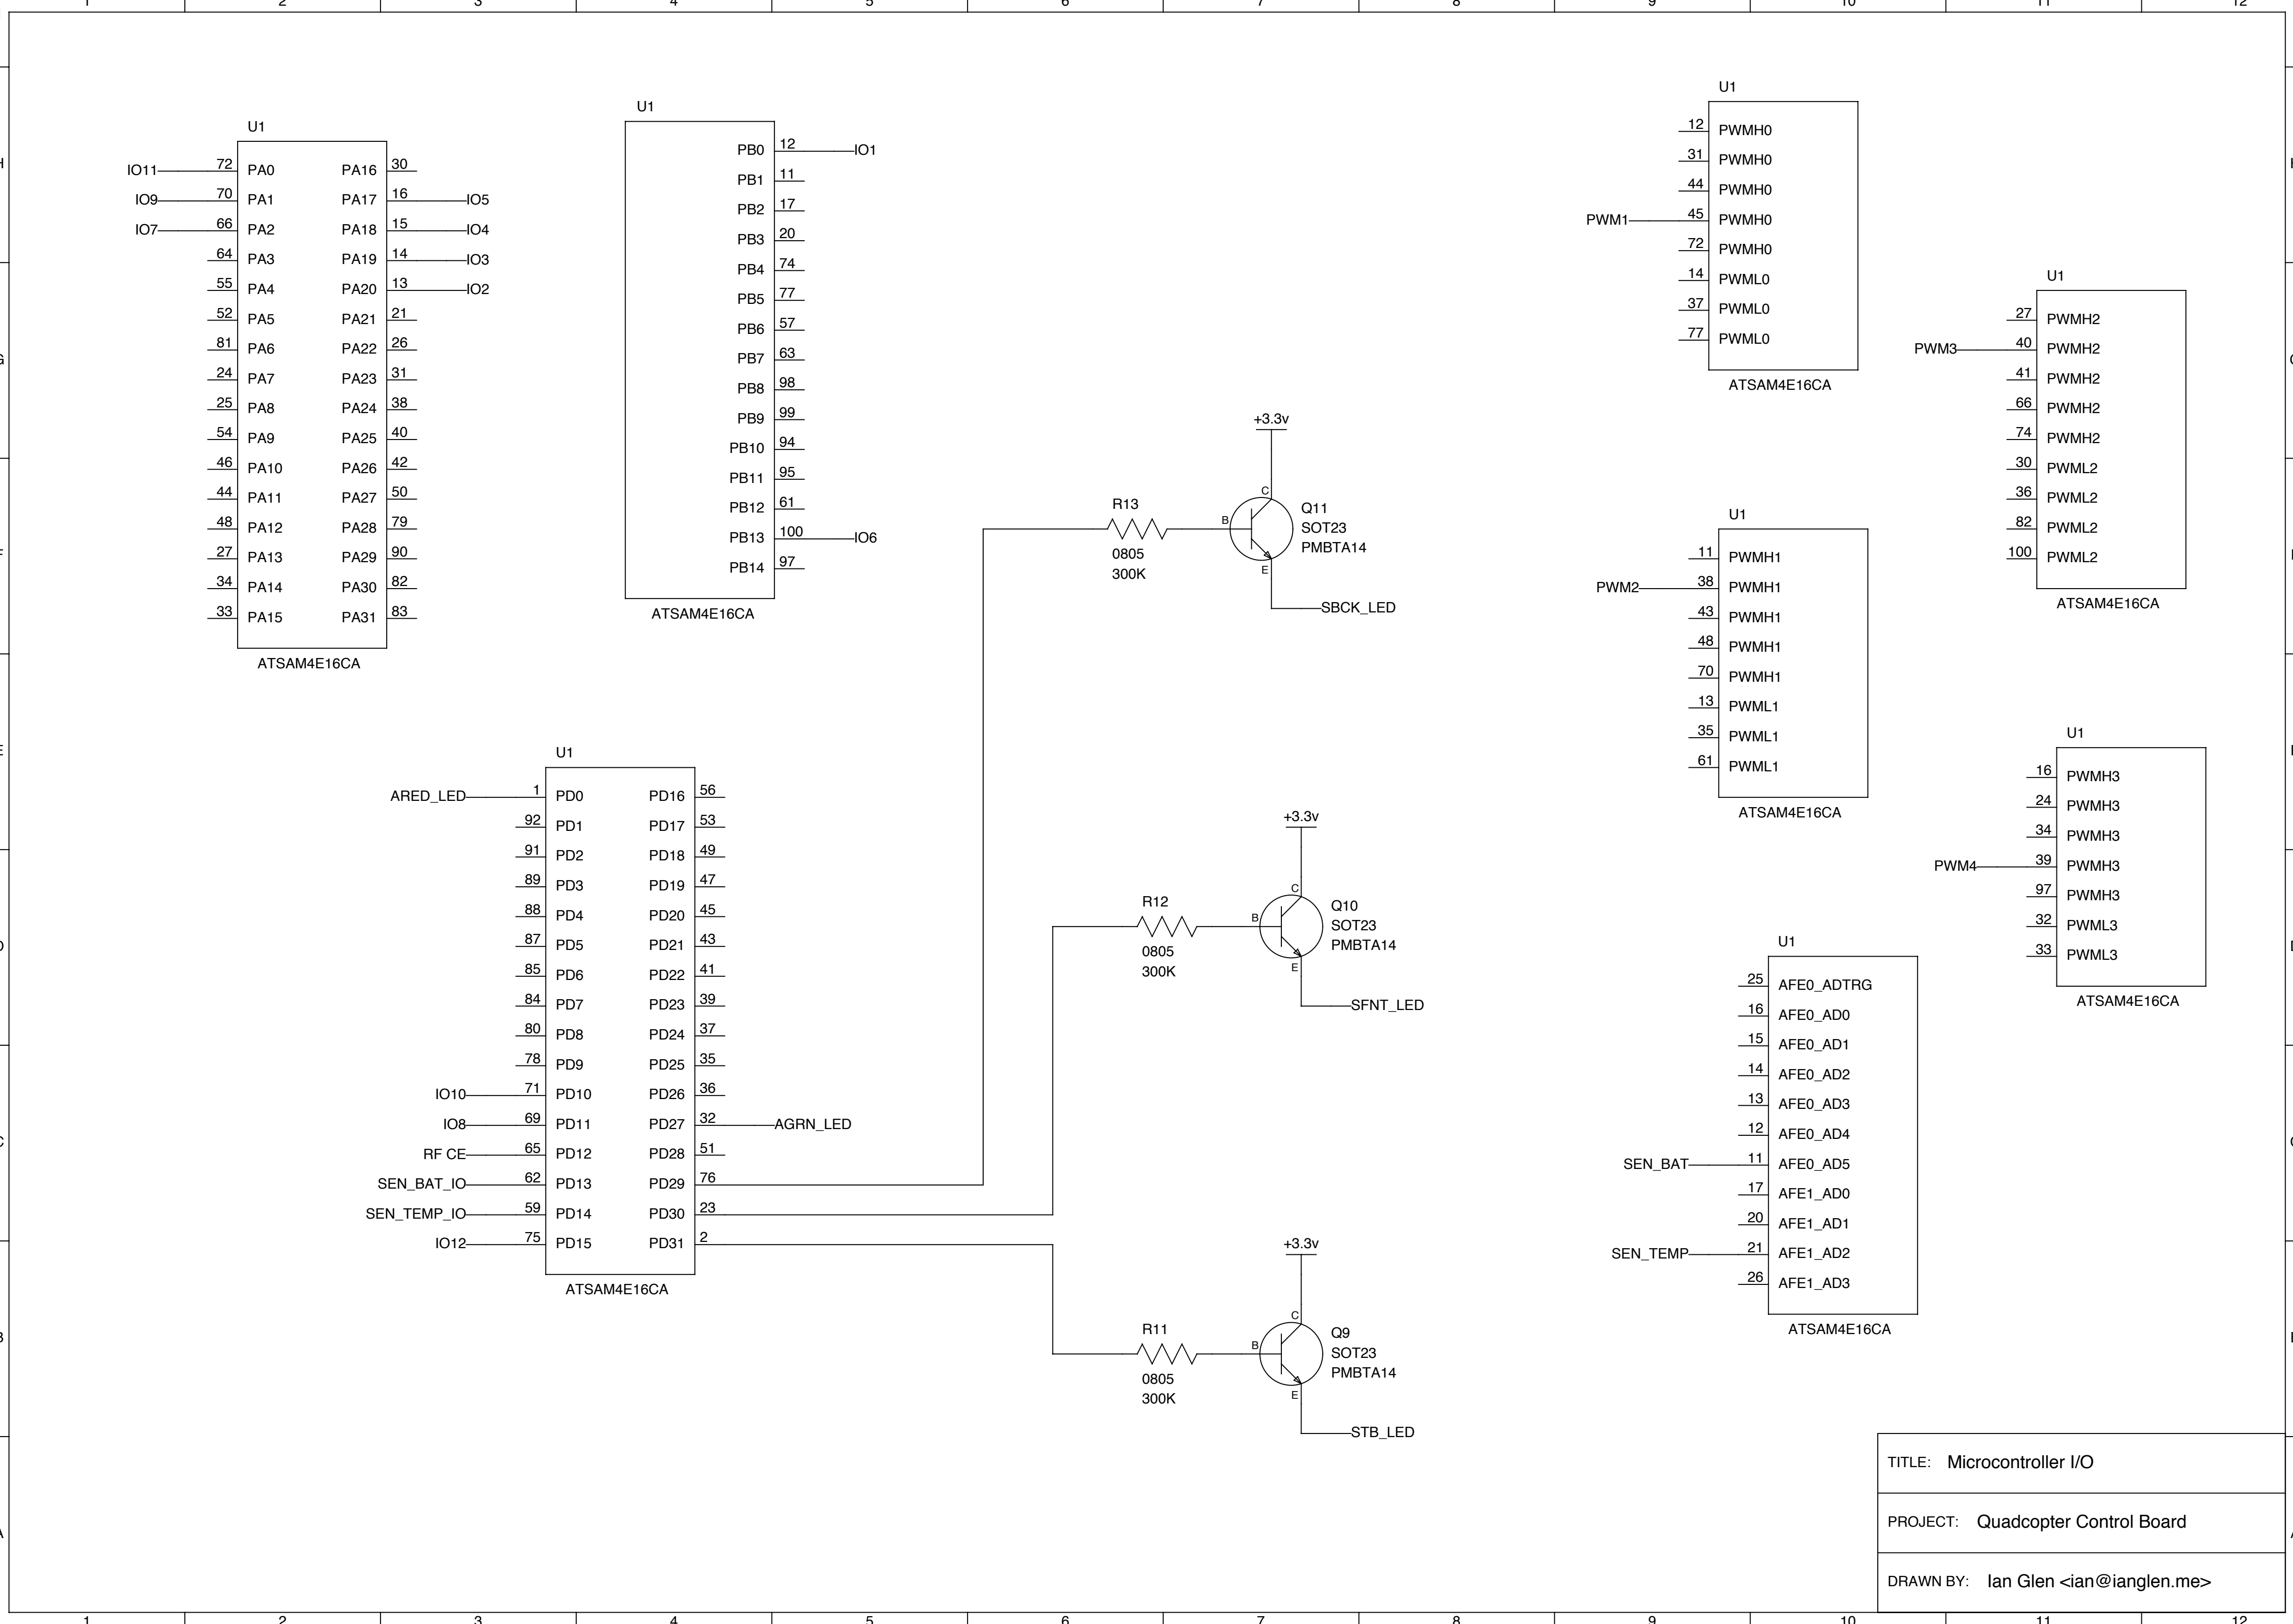 1 2 3 4 5 6 7 8 9 10 11 12
U1
IO11 72 PA0 PA16 30
IO9 70 PA1 PA17 16 IO5
IO7 66 PA2 PA18 15 IO4
64 PA3 PA19 14 IO3
55 PA4 PA20 13 IO2
52 PA5 PA21 21
81 PA6 PA22 26
24 PA7 PA23 31
25 PA8 PA24 38
54 PA9 PA25 40
46 PA10 PA26 42
44 PA11 PA27 50
48 PA12 PA28 79
27 PA13 PA29 90
34 PA14 PA30 82
33 PA15 PA31 83
ATSAM4E16CA
U1
PB0 12 IO1
PB1 11
PB2 17
PB3 20
PB4 74
PB5 77
PB6 57
PB7 63
PB8 98
PB9 99
PB10 94
PB11 95
PB12 61
PB13 100 IO6
PB14 97
ATSAM4E16CA
U1
ARED_LED 1 PD0 PD16 56
92 PD1 PD17 53
91 PD2 PD18 49
89 PD3 PD19 47
88 PD4 PD20 45
87 PD5 PD21 43
85 PD6 PD22 41
84 PD7 PD23 39
80 PD8 PD24 37
78 PD9 PD25 35
IO10 71 PD10 PD26 36
IO8 69 PD11 PD27 32 AGRN_LED
RF CE 65 PD12 PD28 51
SEN_BAT_IO 62 PD13 PD29 76
SEN_TEMP_IO 59 PD14 PD30 23
IO12 75 PD15 PD31 2
ATSAM4E16CA
+3.3v
R13
0805
300K
C
B
E
Q11
SOT23
PMBTA14
SBCK_LED
+3.3v
R12
0805
300K
C
B
E
Q10
SOT23
PMBTA14
SFNT_LED
+3.3v
R11
0805
300K
C
B
E
Q9
SOT23
PMBTA14
STB_LED
U1
12 PWMH0
31 PWMH0
44 PWMH0
PWM1 45 PWMH0
72 PWMH0
14 PWML0
37 PWML0
77 PWML0
ATSAM4E16CA
U1
27 PWMH2
PWM3 40 PWMH2
41 PWMH2
66 PWMH2
74 PWMH2
30 PWML2
36 PWML2
82 PWML2
100 PWML2
ATSAM4E16CA
U1
11 PWMH1
PWM2 38 PWMH1
43 PWMH1
48 PWMH1
70 PWMH1
13 PWML1
35 PWML1
61 PWML1
ATSAM4E16CA
U1
16 PWMH3
24 PWMH3
34 PWMH3
PWM4 39 PWMH3
97 PWMH3
32 PWML3
33 PWML3
ATSAM4E16CA
U1
25 AFE0_ADTRG
16 AFE0_AD0
15 AFE0_AD1
14 AFE0_AD2
13 AFE0_AD3
12 AFE0_AD4
SEN_BAT 11 AFE0_AD5
17 AFE1_AD0
20 AFE1_AD1
SEN_TEMP 21 AFE1_AD2
26 AFE1_AD3
ATSAM4E16CA
TITLE: Microcontroller I/O
PROJECT: Quadcopter Control Board
DRAWN BY: Ian Glen <ian@ianglen.me>
1 2 3 4 5 6 7 8 9 10 11 12